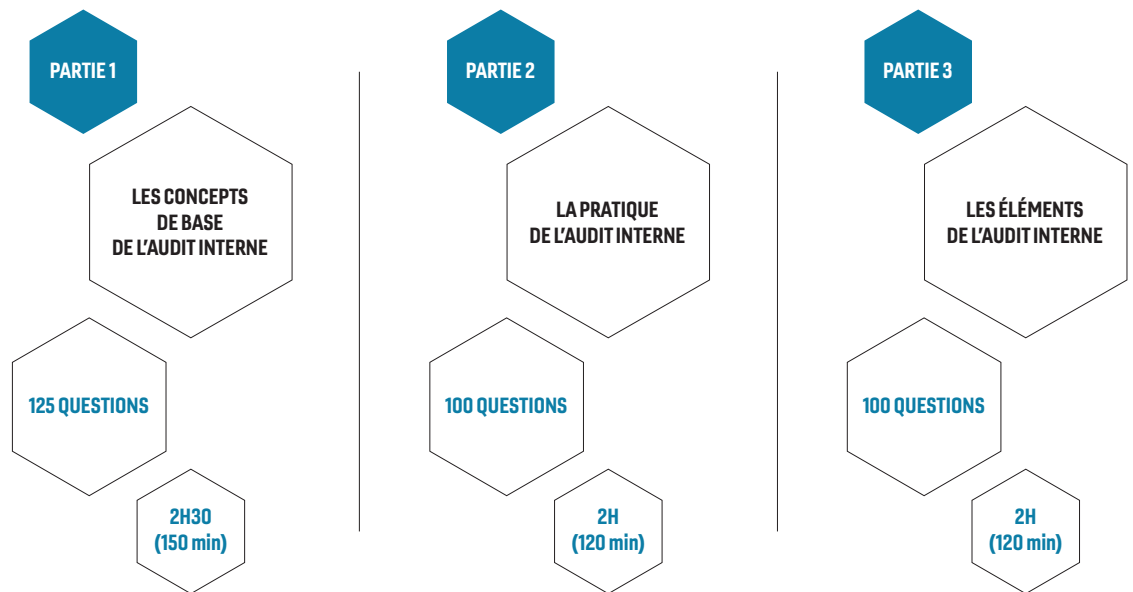 PARTIE 1
LES CONCEPTS
DE BASE
DE L'AUDIT INTERNE
125 QUESTIONS
2H30
(150 min)
PARTIE 2
LA PRATIQUE
DE L'AUDIT INTERNE
100 QUESTIONS
2H
(120 min)
PARTIE 3
LES ÉLÉMENTS
DE L'AUDIT INTERNE
100 QUESTIONS
2H
(120 min)